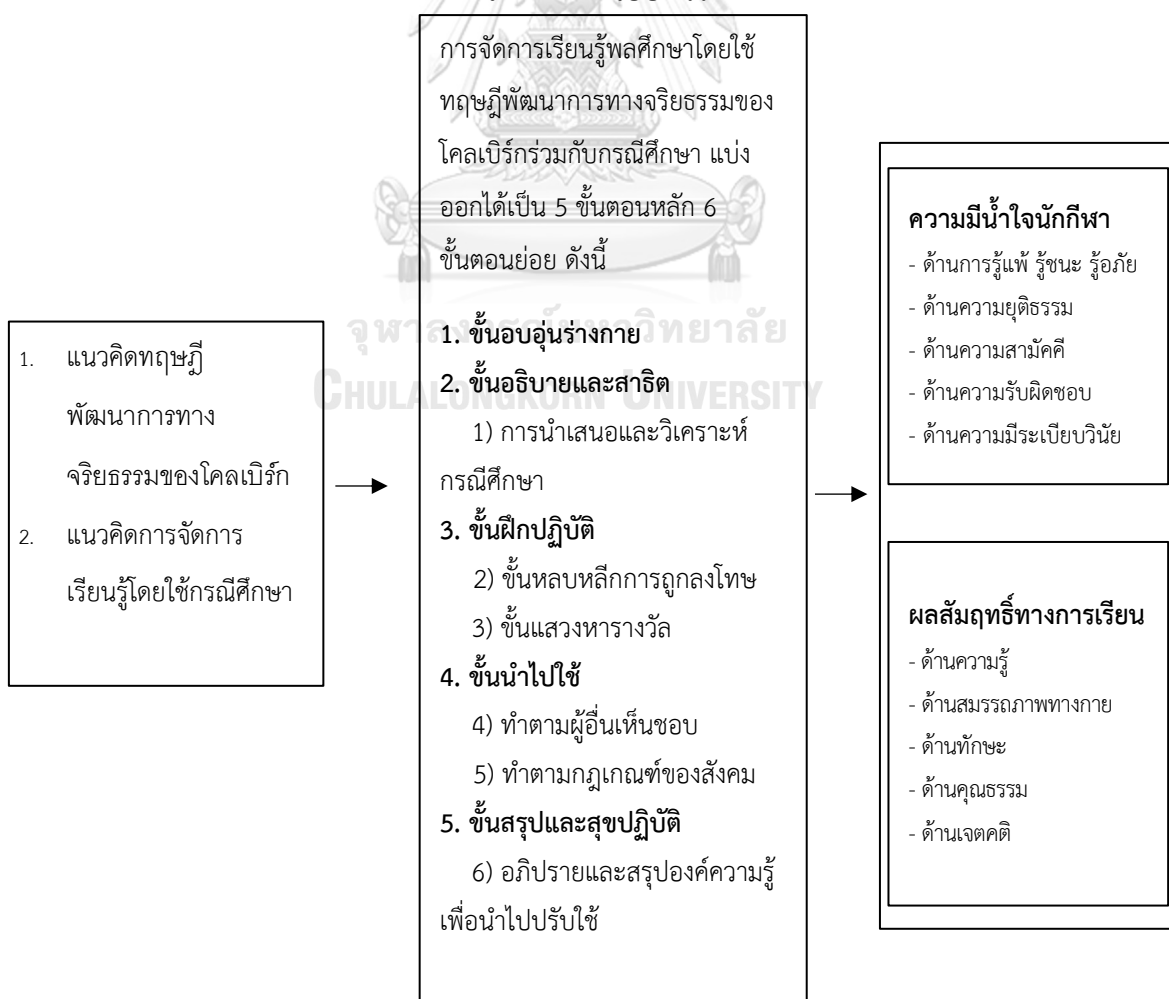 1. แนวคิดทฤษฎี
พัฒนาการทาง
จริยธรรมของโคลเบิร์ก
2. แนวคิดการจัดการ
เรียนรู้โดยใช้กรณีศึกษา
การจัดการเรียนรู้พลศึกษาโดยใช้
ทฤษฎีพัฒนาการทางจริยธรรมของ
โคลเบิร์กร่วมกับกรณีศึกษา แบ่ง
ออกได้เป็น 5 ขั้นตอนหลัก 6
ขั้นตอนย่อย ดังนี้
1. ขั้นอบอุ่นร่างกาย
2. ขั้นอธิบายและสาธิต
1) การนำเสนอและวิเคราะห์
กรณีศึกษา
3. ขั้นฝึกปฏิบัติ
2) ขั้นหลบหลีกการถูกลงโทษ
3) ขั้นแสวงหารางวัล
4. ขั้นนำไปใช้
4) ทำตามผู้อื่นเห็นชอบ
5) ทำตามกฎเกณฑ์ของสังคม
5. ขั้นสรุปและสุขปฏิบัติ
6) อภิปรายและสรุปองค์ความรู้
เพื่อนำไปปรับใช้
ความมีน้ำใจนักกีฬา
- ด้านการรู้แพ้ รู้ชนะ รู้อภัย
- ด้านความยุติธรรม
- ด้านความสามัคคี
- ด้านความรับผิดชอบ
- ด้านความมีระเบียบวินัย
ผลสัมฤทธิ์ทางการเรียน
- ด้านความรู้
- ด้านสมรรถภาพทางกาย
- ด้านทักษะ
- ด้านคุณธรรม
- ด้านเจตคติ
จุฬาลงกรณ์มหาวิทยาลัย
CHULALONGKORN UNIVERSITY